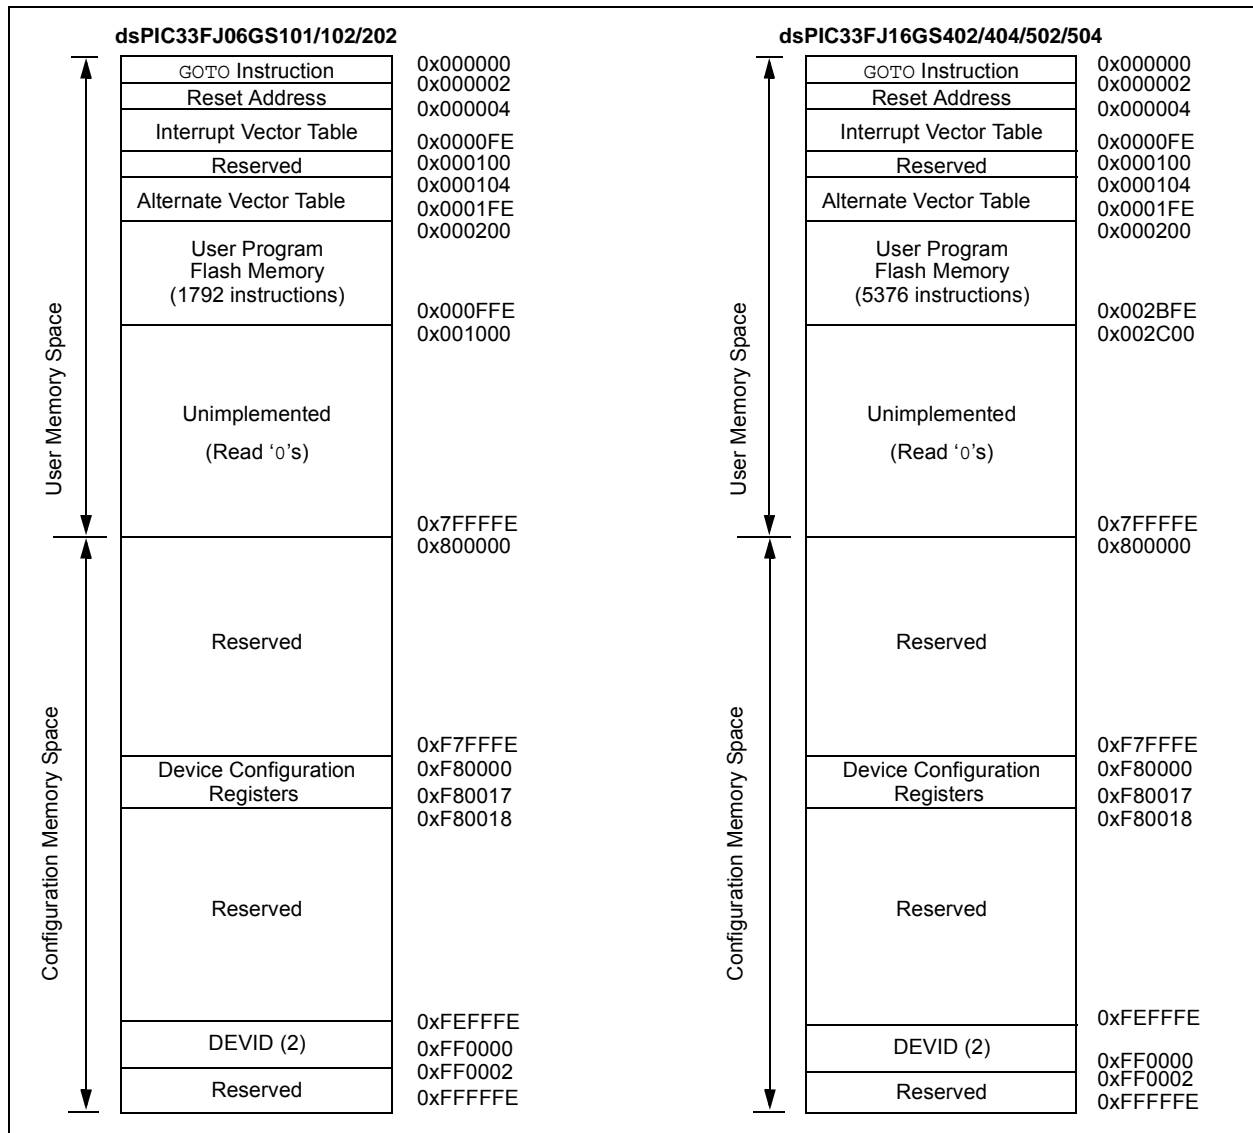 dsPIC33FJ06GS101/102/202
GOTO Instruction
0x000000
0x000002
Reset Address
0x000004
Interrupt Vector Table
0x0000FE
Reserved
0x000100
0x000104
Alternate Vector Table
0x0001FE
0x000200
User Program
Flash Memory
(1792 instructions)
0x000FFE
0x001000
User Memory Space
Unimplemented
(Read ‘0’s)
0x7FFFFE
0x800000
Reserved
Configuration Memory Space
0xF7FFFE
Device Configuration
Registers
0xF80000
0xF80017
0xF80018
Reserved
0xFEFFFE
DEVID (2)
0xFF0000
0xFF0002
Reserved
0xFFFFFE
dsPIC33FJ16GS402/404/502/504
GOTO Instruction
0x000000
0x000002
Reset Address
0x000004
Interrupt Vector Table
0x0000FE
Reserved
0x000100
0x000104
Alternate Vector Table
0x0001FE
0x000200
User Program
Flash Memory
(5376 instructions)
0x002BFE
0x002C00
User Memory Space
Unimplemented
(Read ‘0’s)
0x7FFFFE
0x800000
Reserved
Configuration Memory Space
0xF7FFFE
Device Configuration
Registers
0xF80000
0xF80017
0xF80018
Reserved
0xFEFFFE
DEVID (2)
0xFF0000
0xFF0002
Reserved
0xFFFFFE